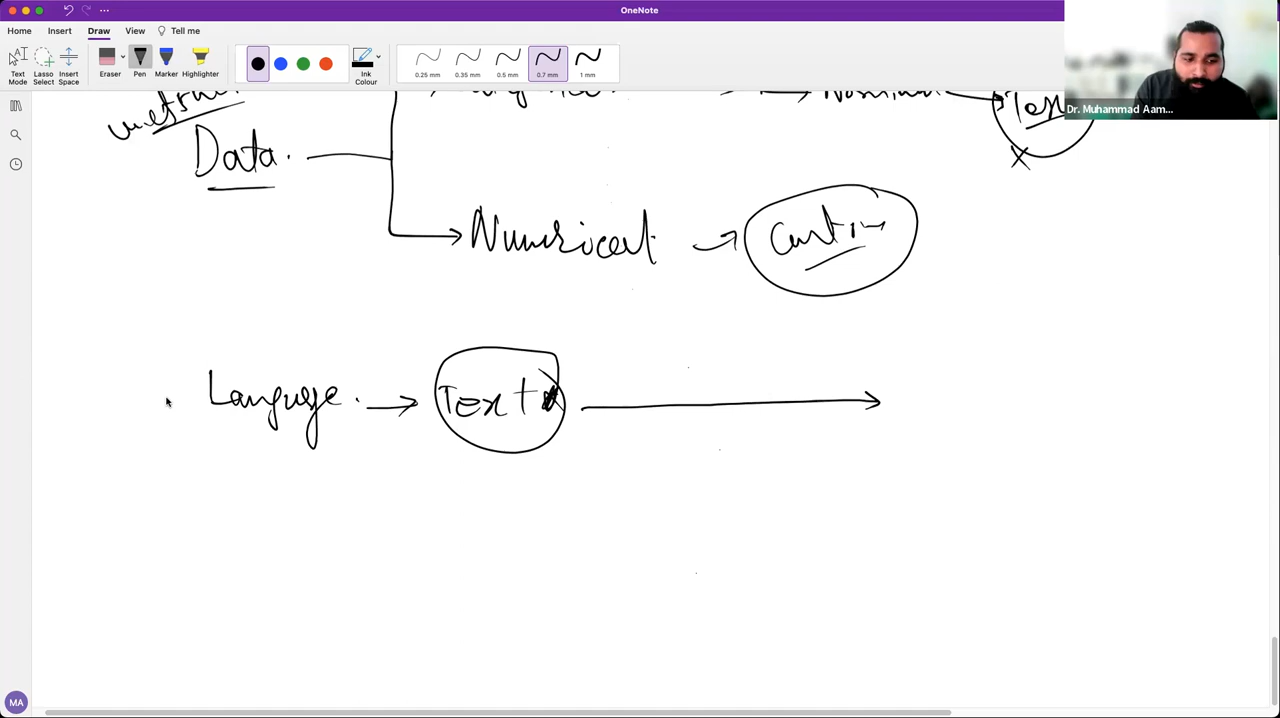 OneNote
Home Insert Draw View Tell me
Text Mode Lasso Select Insert Space Eraser Pen Marker Highlighter Ink Colour 0.25 mm 0.35 mm 0.5 mm 0.7 mm 1 mm
Dr. Muhammad Aam...
Data.
Numerical
Language. → Text
MA